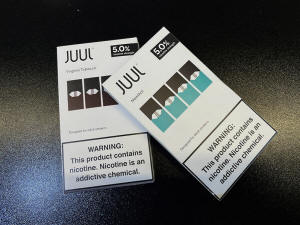 JUUL
5.0%
Virginia Tobacco
WARNING:
This product contains
nicotine. Nicotine is an
addictive chemical.
JUUL
5.0%
Menthol
WARNING:
This product contains
nicotine. Nicotine is an
addictive chemical.